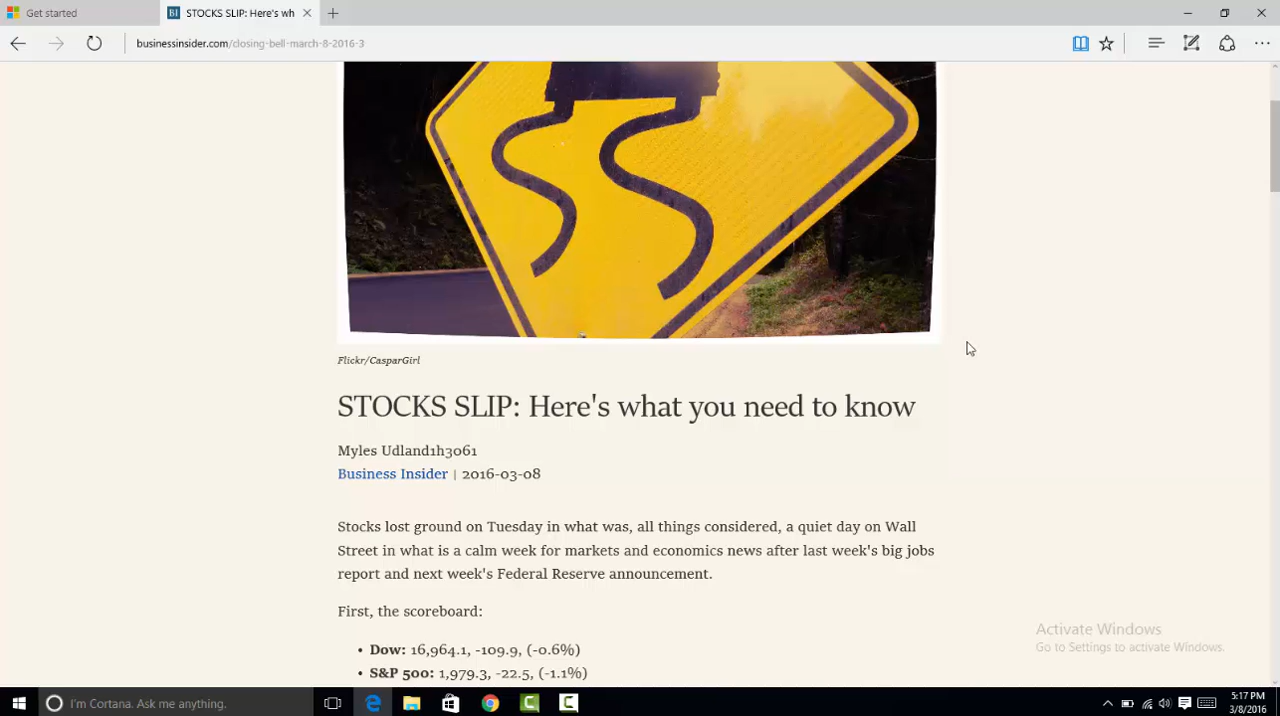 Get started
BI STOCKS SLIP: Here's wh
businessinsider.com/closing-bell-march-8-2016-3
Flickr/CasparGirl
STOCKS SLIP: Here's what you need to know
Myles Udland1h3061
Business Insider | 2016-03-08
Stocks lost ground on Tuesday in what was, all things considered, a quiet day on Wall
Street in what is a calm week for markets and economics news after last week's big jobs
report and next week's Federal Reserve announcement.
First, the scoreboard:
• Dow: 16,964.1, -109.9, (-0.6%)
• S&P 500: 1,979.3, -22.5, (-1.1%)
Activate Windows
Go to Settings to activate Windows.
I'm Cortana. Ask me anything.
5:17 PM
3/8/2016